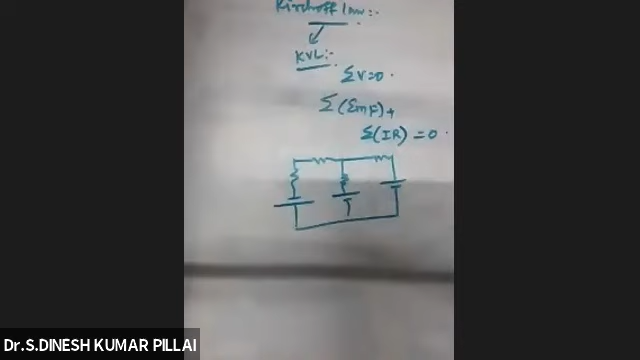 Kirchoff law:-
KVL:-
ΣV=0.
Σ(EMF)+
Σ(IR)=0.
Dr.S.DINESH KUMAR PILLAI